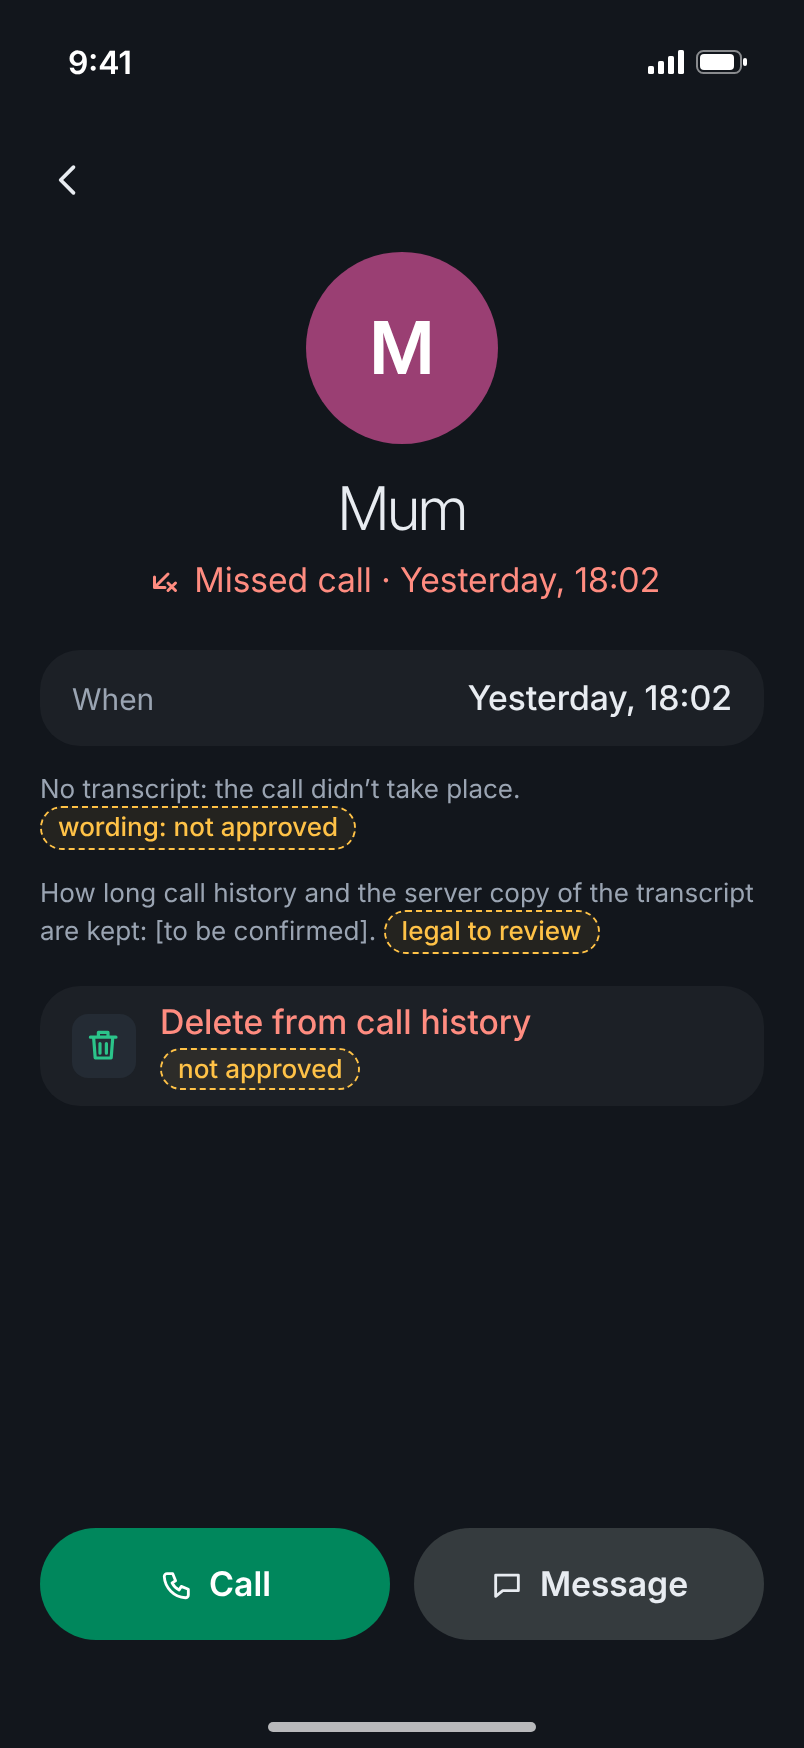 9:41
M
Mum
Missed call · Yesterday, 18:02
When Yesterday, 18:02
No transcript: the call didn’t take place.
wording: not approved
How long call history and the server copy of the transcript
are kept: [to be confirmed]. legal to review
Delete from call history
not approved
Call Message